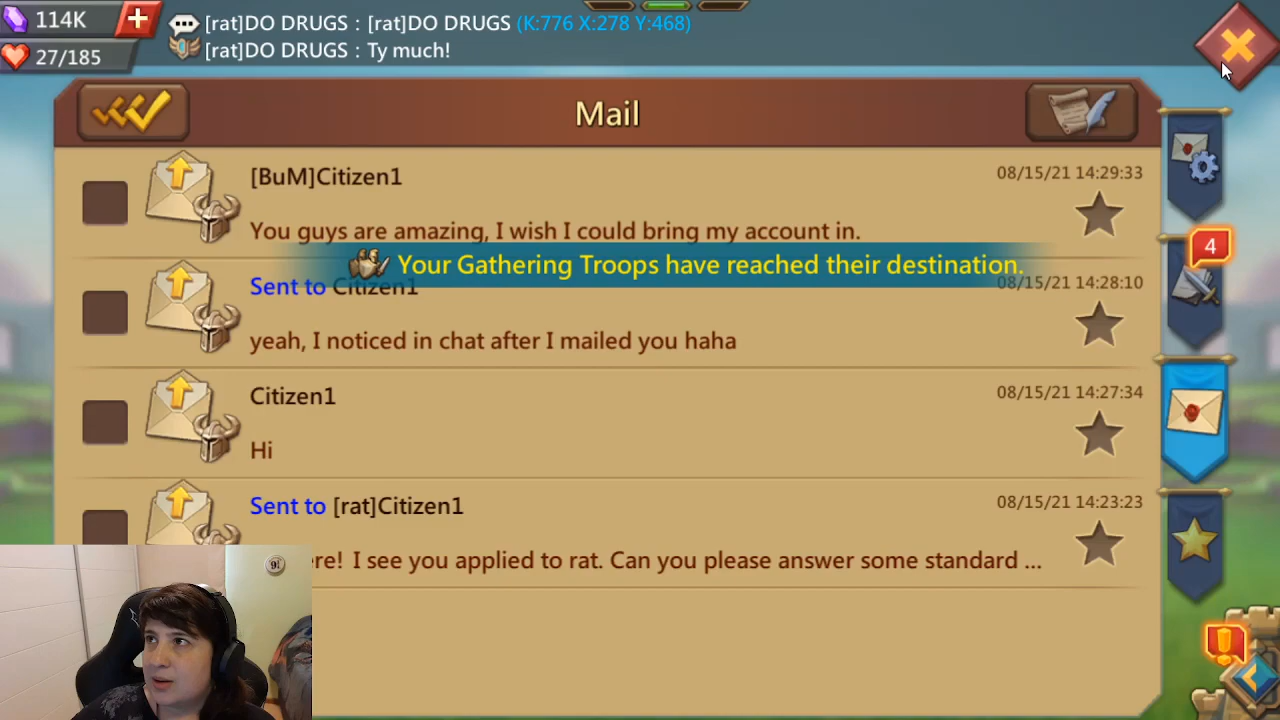 114K
[rat]DO DRUGS : [rat]DO DRUGS (K:776 X:278 Y:468)
27/185
[rat]DO DRUGS : Ty much!
Mail
[BuM]Citizen1
08/15/21 14:29:33
You guys are amazing, I wish I could bring my account in.
4
Your Gathering Troops have reached their destination.
Sent to Citizen1
08/15/21 14:28:10
yeah, I noticed in chat after I mailed you haha
Citizen1
08/15/21 14:27:34
Hi
Sent to [rat]Citizen1
08/15/21 14:23:23
ere! I see you applied to rat. Can you please answer some standard ...